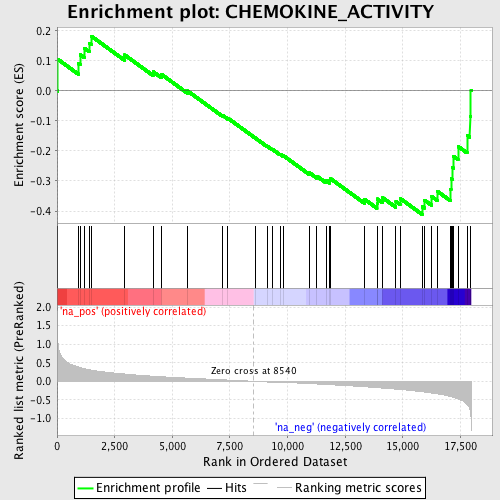 Enrichment plot: CHEMOKINE_ACTIVITY
Enrichment score (ES)
0.2
0.1
0.0
-0.1
-0.2
-0.3
-0.4
'na_pos' (positively correlated)
Ranked list metric (PreRanked)
2.0
1.5
1.0
0.5
0.0
-0.5
-1.0
Zero cross at 8540
'na_neg' (negatively correlated)
0
2,500
5,000
7,500
10,000
12,500
15,000
17,500
Rank in Ordered Dataset
Enrichment profile
Hits
Ranking metric scores